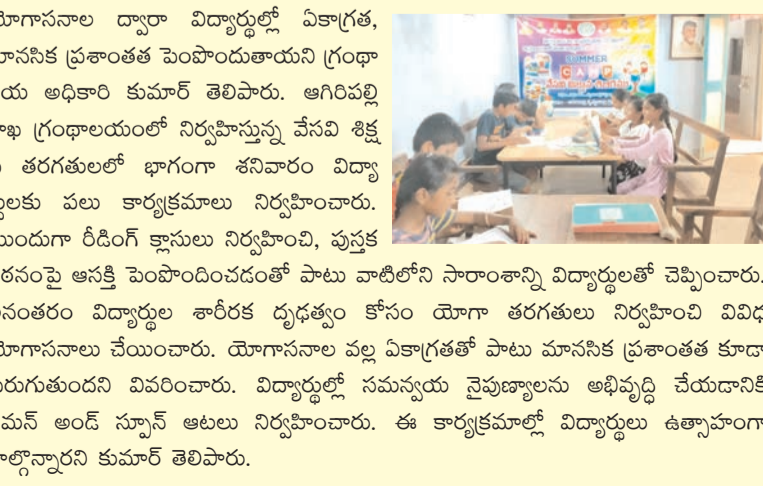 యోగాసనాల ద్వారా విద్యార్థుల్లో ఏకాగ్రత,
మానసిక ప్రశాంతత పెంపొందుతాయని గ్రంథా
లయ అధికారి కుమార్ తెలిపారు. ఆగిరిపల్లి
శాఖ గ్రంథాలయంలో నిర్వహిస్తున్న వేసవి శిక్ష
ణ తరగతులలో భాగంగా శనివారం విద్యా
ర్థులకు పలు కార్యక్రమాలు నిర్వహించారు.
ముందుగా రీడింగ్ క్లాసులు నిర్వహించి, పుస్తక
పఠనంపై ఆసక్తి పెంపొందించడంతో పాటు వాటిలోని సారాంశాన్ని విద్యార్థులతో చెప్పించారు.
అనంతరం విద్యార్థుల శారీరక దృఢత్వం కోసం యోగా తరగతులు నిర్వహించి వివిధ
యోగాసనాలు చేయించారు. యోగాసనాల వల్ల ఏకాగ్రతతో పాటు మానసిక ప్రశాంతత కూడా
పెరుగుతుందని వివరించారు. విద్యార్థుల్లో సమన్వయ నైపుణ్యాలను అభివృద్ధి చేయడానికి
లెమన్ అండ్ స్పూన్ ఆటలు నిర్వహించారు. ఈ కార్యక్రమాల్లో విద్యార్థులు ఉత్సాహంగా
పాల్గొన్నారని కుమార్ తెలిపారు.
SUMMER
CAMP
వేసవి విజ్ఞాన శిబిరము